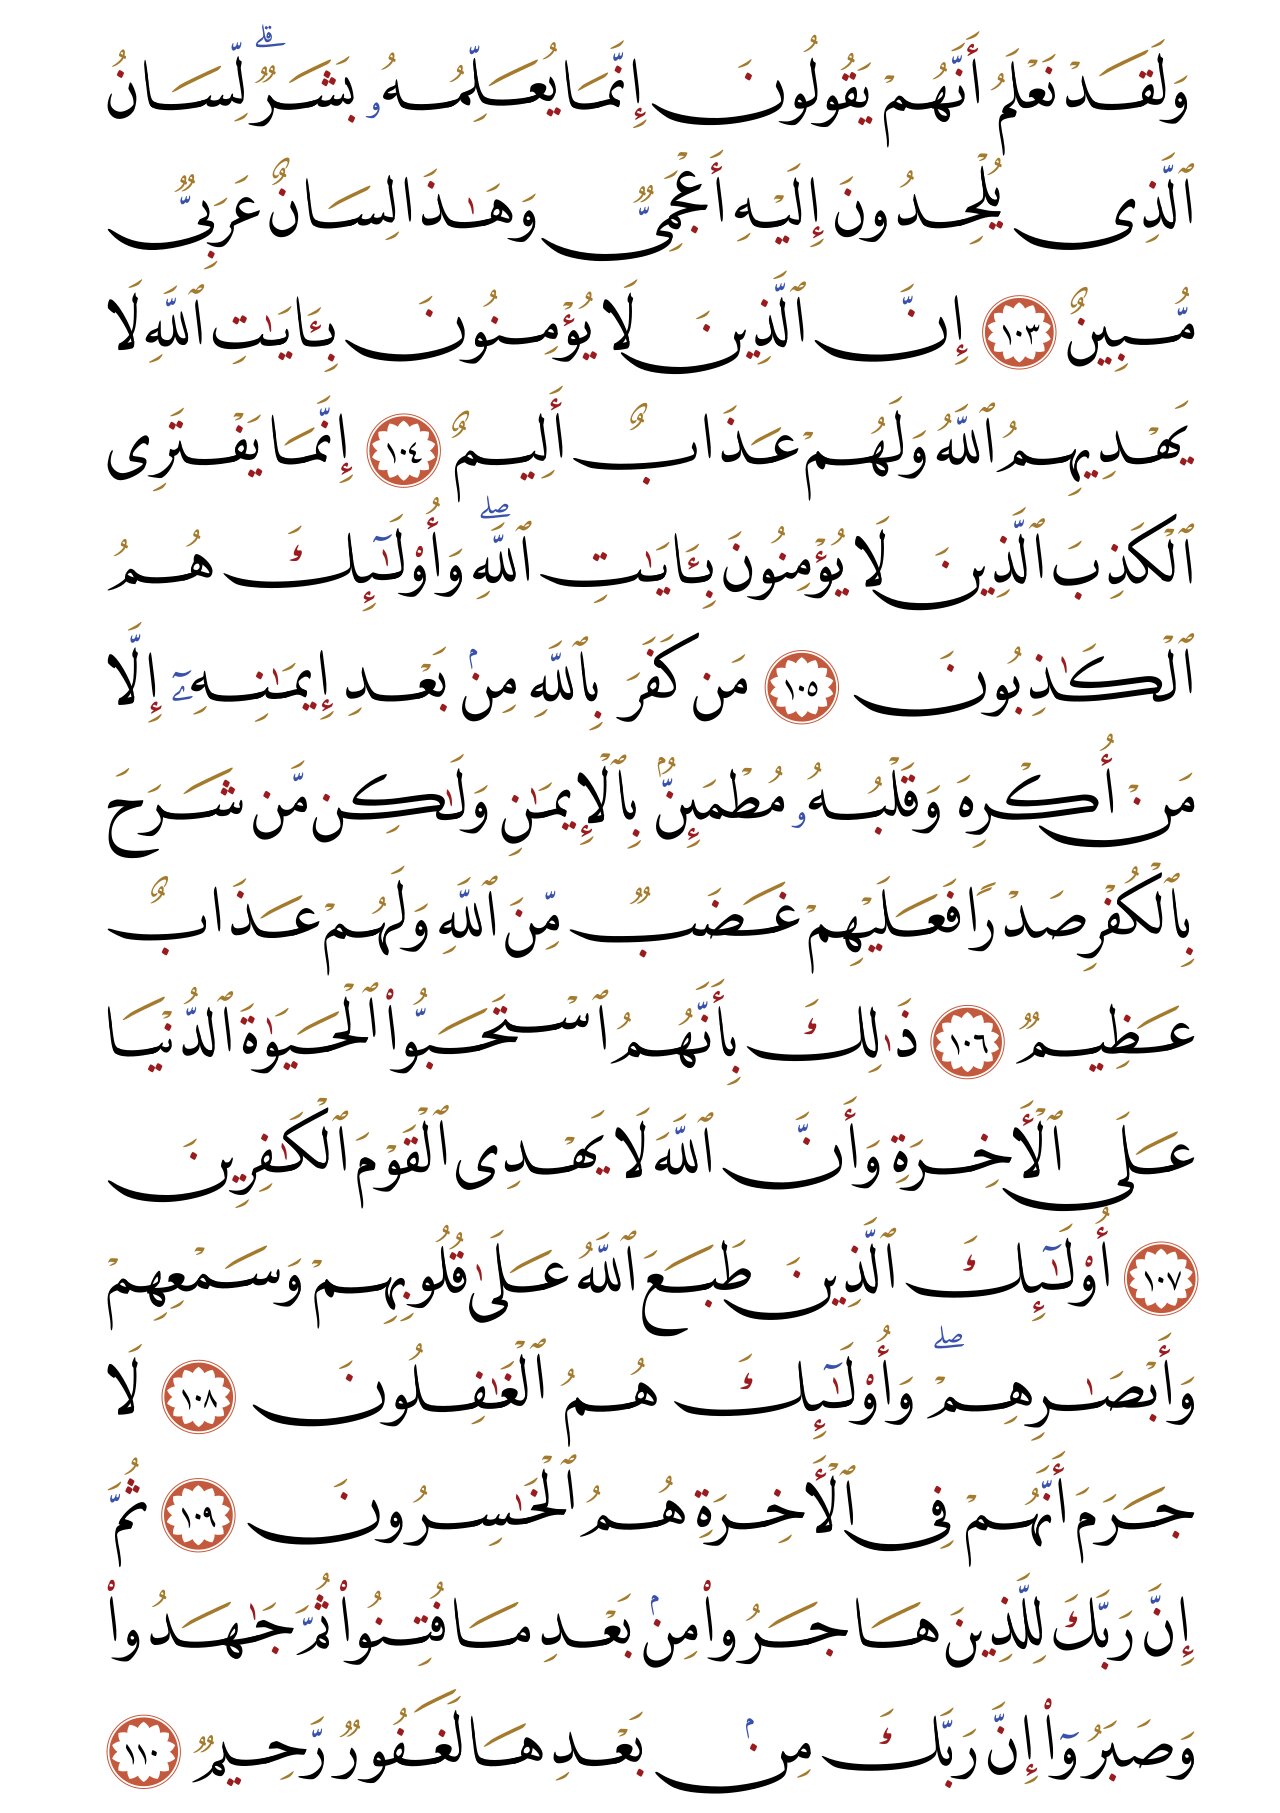 وَلَقَدْ نَعْلَمُ أَنَّهُمْ يَقُولُونَ إِنَّمَا يُعَلِّمُهُۥ بَشَرٌ ۗ لِّسَانُ
ٱلَّذِى يُلْحِدُونَ إِلَيْهِ أَعْجَمِىٌّ وَهَـٰذَا لِسَانٌ عَرَبِىٌّ
مُّبِينٌ ١٠٣ إِنَّ ٱلَّذِينَ لَا يُؤْمِنُونَ بِـَٔايَـٰتِ ٱللَّهِ لَا
يَهْدِيهِمُ ٱللَّهُ وَلَهُمْ عَذَابٌ أَلِيمٌ ١٠٤ إِنَّمَا يَفْتَرِى
ٱلْكَذِبَ ٱلَّذِينَ لَا يُؤْمِنُونَ بِـَٔايَـٰتِ ٱللَّهِ ۖ وَأُو۟لَـٰٓئِكَ هُمُ
ٱلْكَـٰذِبُونَ ١٠٥ مَن كَفَرَ بِٱللَّهِ مِنۢ بَعْدِ إِيمَـٰنِهِۦٓ إِلَّا
مَنْ أُكْرِهَ وَقَلْبُهُۥ مُطْمَئِنٌّۢ بِٱلْإِيمَـٰنِ وَلَـٰكِن مَّن شَرَحَ
بِٱلْكُفْرِ صَدْرًا فَعَلَيْهِمْ غَضَبٌ مِّنَ ٱللَّهِ وَلَهُمْ عَذَابٌ
عَظِيمٌ ١٠٦ ذَٰلِكَ بِأَنَّهُمُ ٱسْتَحَبُّوا۟ ٱلْحَيَوٰةَ ٱلدُّنْيَا
عَلَى ٱلْأَخِرَةِ وَأَنَّ ٱللَّهَ لَا يَهْدِى ٱلْقَوْمَ ٱلْكَـٰفِرِينَ
١٠٧ أُو۟لَـٰٓئِكَ ٱلَّذِينَ طَبَعَ ٱللَّهُ عَلَىٰ قُلُوبِهِمْ وَسَمْعِهِمْ
وَأَبْصَـٰرِهِمْ ۖ وَأُو۟لَـٰٓئِكَ هُمُ ٱلْغَـٰفِلُونَ ١٠٨ لَا
جَرَمَ أَنَّهُمْ فِى ٱلْأَخِرَةِ هُمُ ٱلْخَـٰسِرُونَ ١٠٩ ثُمَّ
إِنَّ رَبَّكَ لِلَّذِينَ هَاجَرُوا۟ مِنۢ بَعْدِ مَا فُتِنُوا۟ ثُمَّ جَـٰهَدُوا۟
وَصَبَرُوٓا۟ إِنَّ رَبَّكَ مِنۢ بَعْدِهَا لَغَفُورٌ رَّحِيمٌ ١١٠